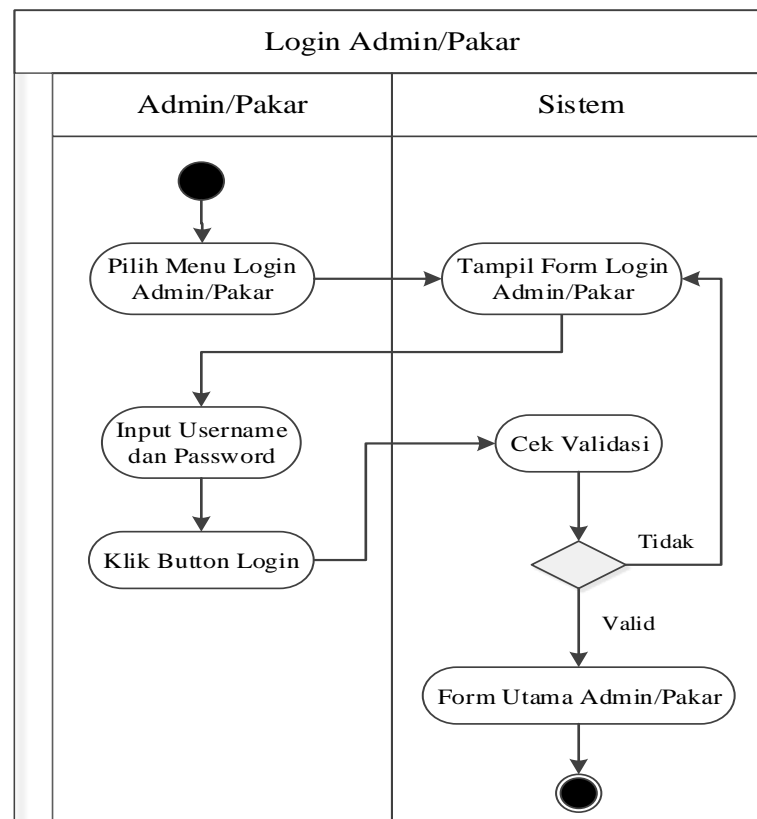 Login Admin/Pakar
Admin/Pakar
Sistem
Pilih Menu Login
Admin/Pakar
Tampil Form Login
Admin/Pakar
Input Username
dan Password
Cek Validasi
Klik Button Login
Tidak
Valid
Form Utama Admin/Pakar